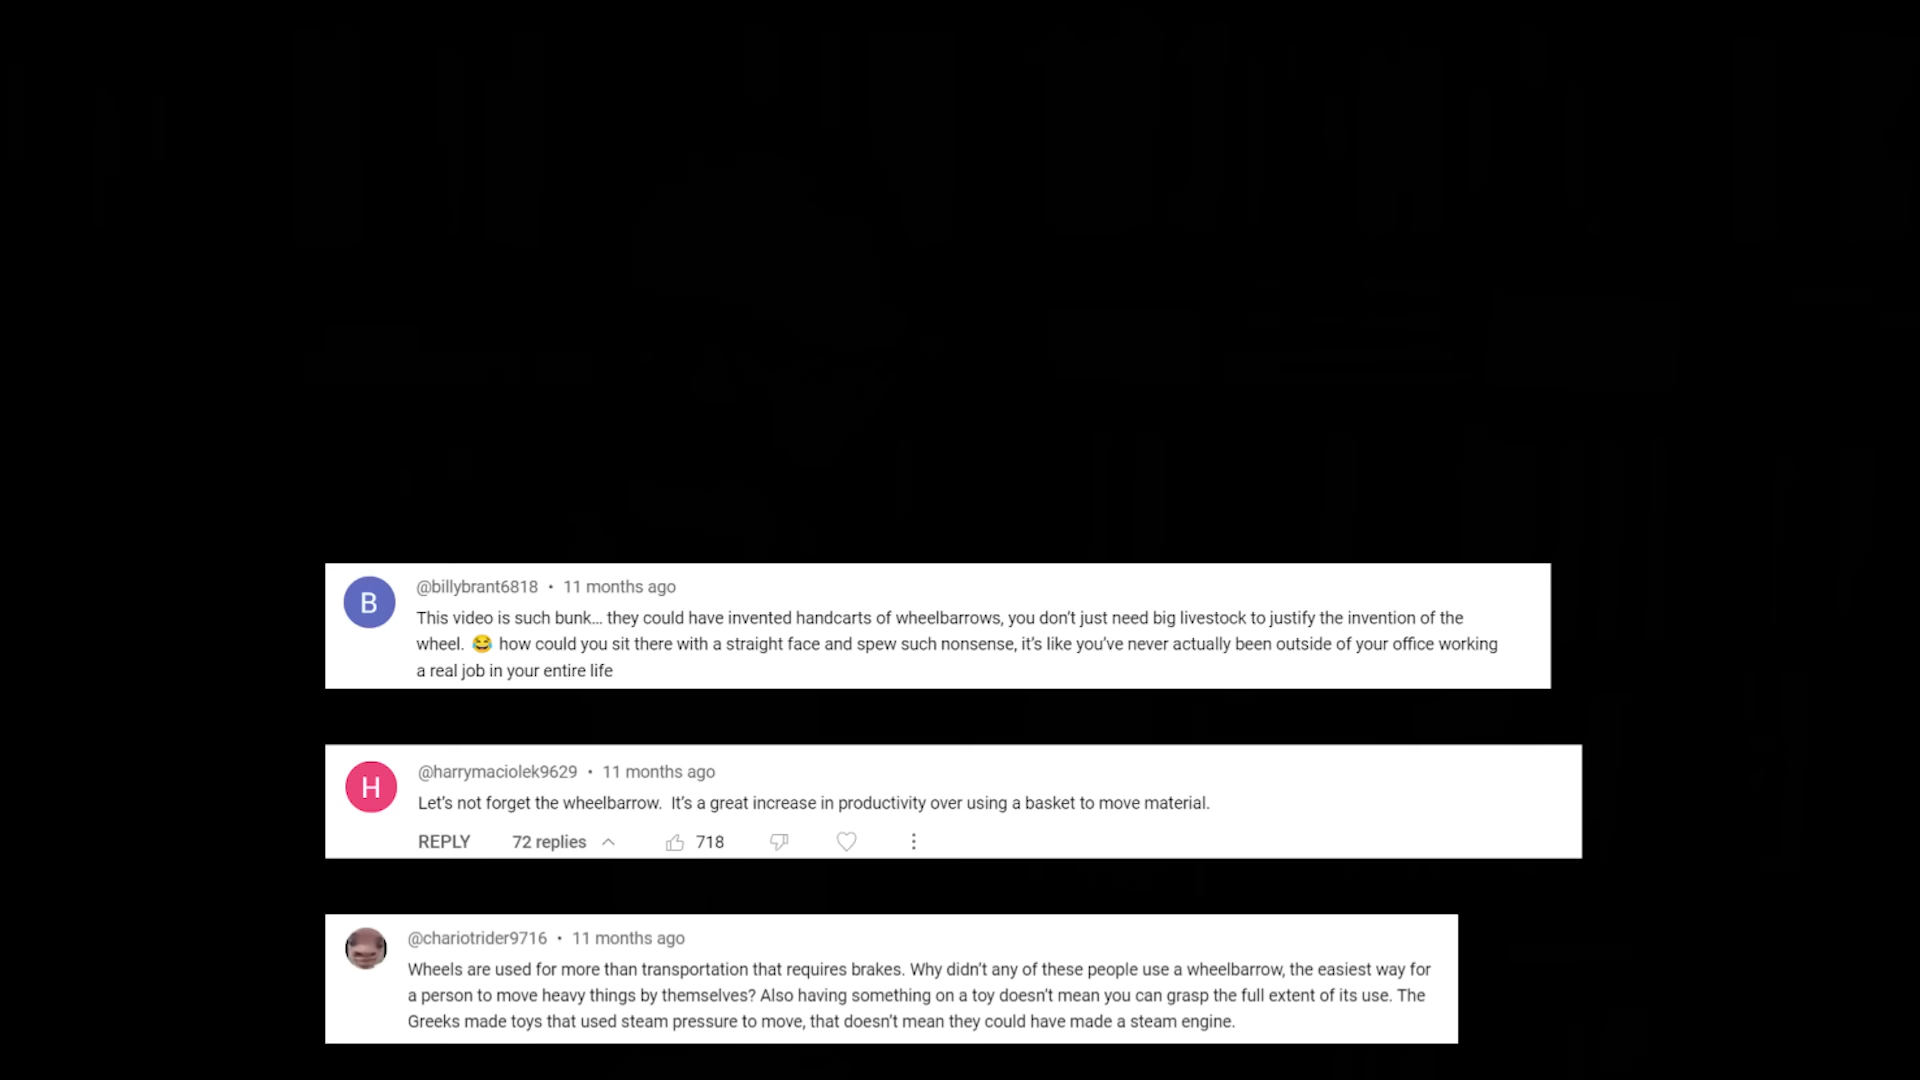 B
@billybrant6818 • 11 months ago
This video is such bunk... they could have invented handcarts of wheelbarrows, you don't just need big livestock to justify the invention of the
wheel. 😂 how could you sit there with a straight face and spew such nonsense, it's like you've never actually been outside of your office working
a real job in your entire life
H
@harrymaciolek9629 • 11 months ago
Let's not forget the wheelbarrow.  It's a great increase in productivity over using a basket to move material.
REPLY 72 replies 718
@chariotrider9716 • 11 months ago
Wheels are used for more than transportation that requires brakes. Why didn't any of these people use a wheelbarrow, the easiest way for
a person to move heavy things by themselves? Also having something on a toy doesn't mean you can grasp the full extent of its use. The
Greeks made toys that used steam pressure to move, that doesn't mean they could have made a steam engine.